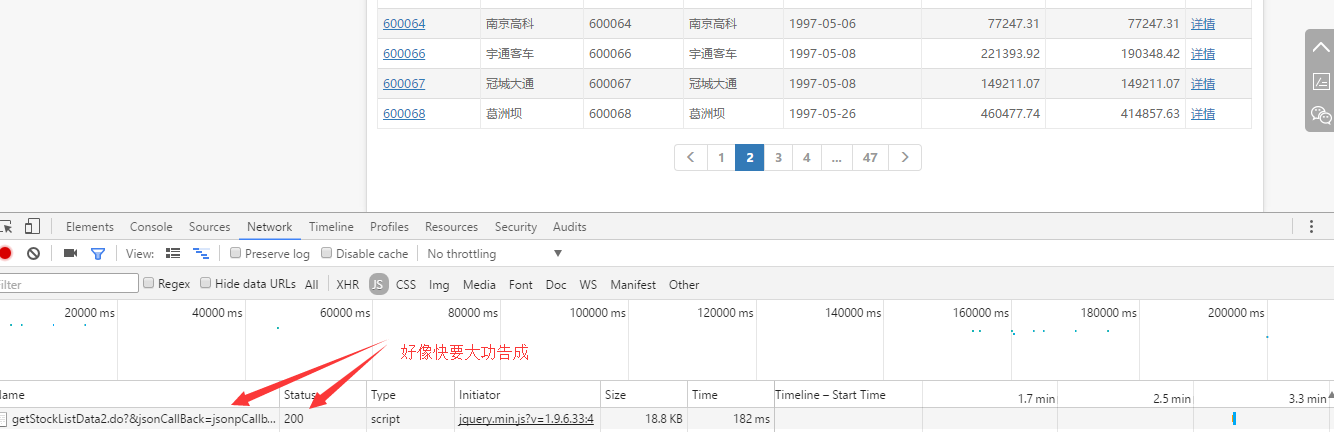 600064 南京高科 600064 南京高科 1997-05-06 77247.31 77247.31 详情
600066 宇通客车 600066 宇通客车 1997-05-08 221393.92 190348.42 详情
600067 冠城大通 600067 冠城大通 1997-05-08 149211.07 149211.07 详情
600068 葛洲坝 600068 葛洲坝 1997-05-26 460477.74 414857.63 详情
1 2 3 4 ... 47
Elements Console Sources Network Timeline Profiles Resources Security Audits
View: Preserve log Disable cache No throttling
Filter Regex Hide data URLs All XHR JS CSS Img Media Font Doc WS Manifest Other
20000 ms 40000 ms 60000 ms 80000 ms 100000 ms 120000 ms 140000 ms 160000 ms 180000 ms 200000 ms
好像快要大功告成
Name Status Type Initiator Size Time Timeline – Start Time 1.7 min 2.5 min 3.3 min
getStockListData2.do?&jsonCallBack=jsonpCallb... 200 script jquery.min.js?v=1.9.6.33:4 18.8 KB 182 ms